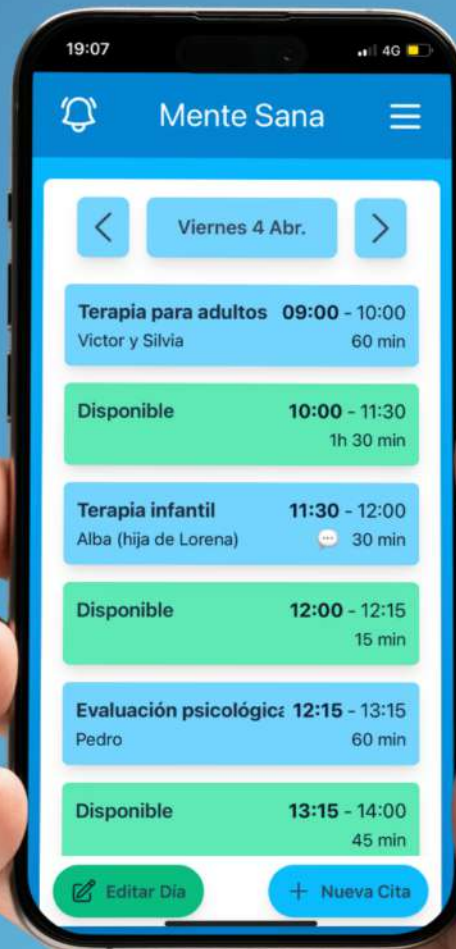 19:07
4G
Mente Sana
Viernes 4 Abr.
Terapia para adultos 09:00 - 10:00
Victor y Silvia 60 min
Disponible 10:00 - 11:30
1h 30 min
Terapia infantil 11:30 - 12:00
Alba (hija de Lorena) 30 min
Disponible 12:00 - 12:15
15 min
Evaluación psicológica 12:15 - 13:15
Pedro 60 min
Disponible 13:15 - 14:00
45 min
Editar Día + Nueva Cita